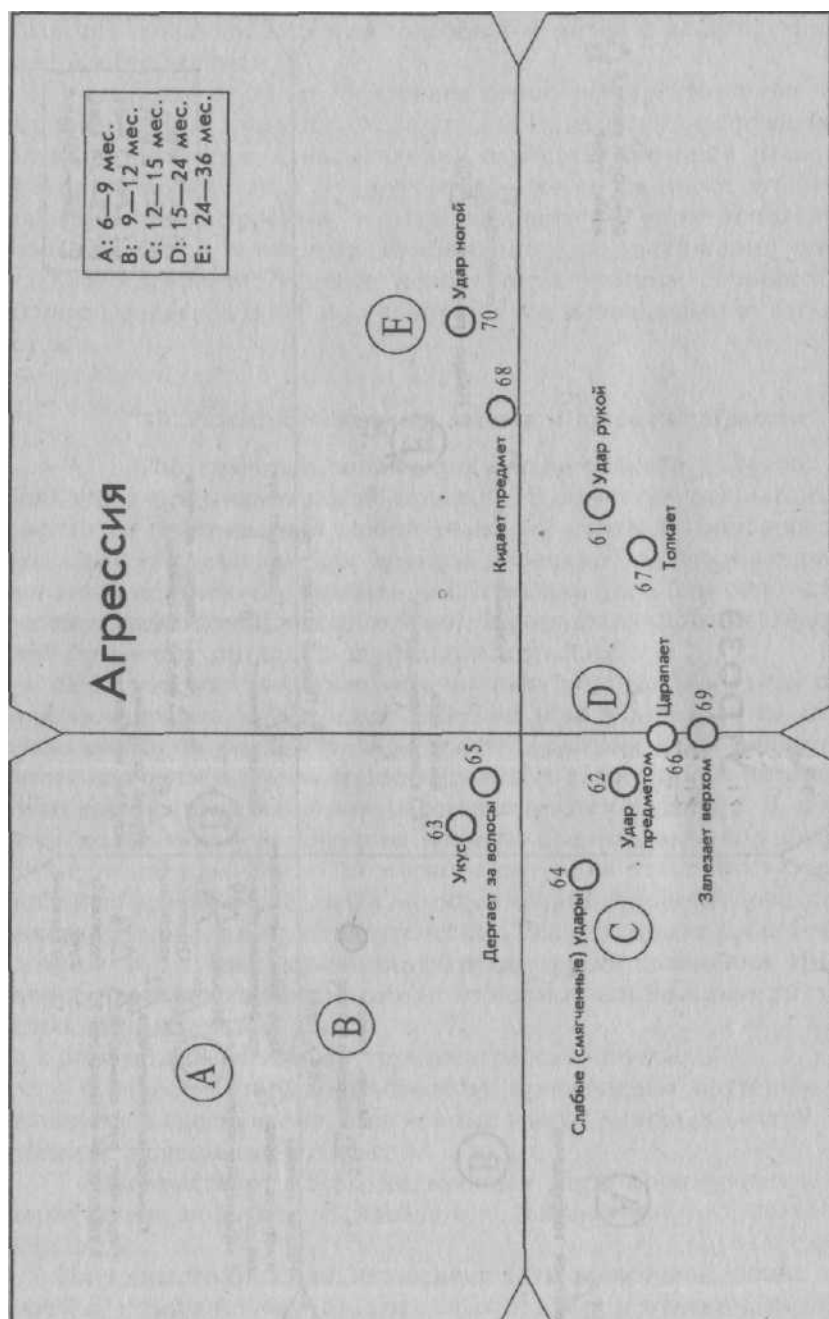 Агрессия
A: 6—9 мес.
B: 9—12 мес.
C: 12—15 мес.
D: 15—24 мес.
E: 24—36 мес.
A
B
63
Укус
65
Дергает за волосы
Кидает предмет
68
E
Удар ногой
70
Слабые (смягченные) удары
64
C
62
Удар
предметом
D
Царапает
66
Залезает верхом
69
61
Удар рукой
67
Толкает